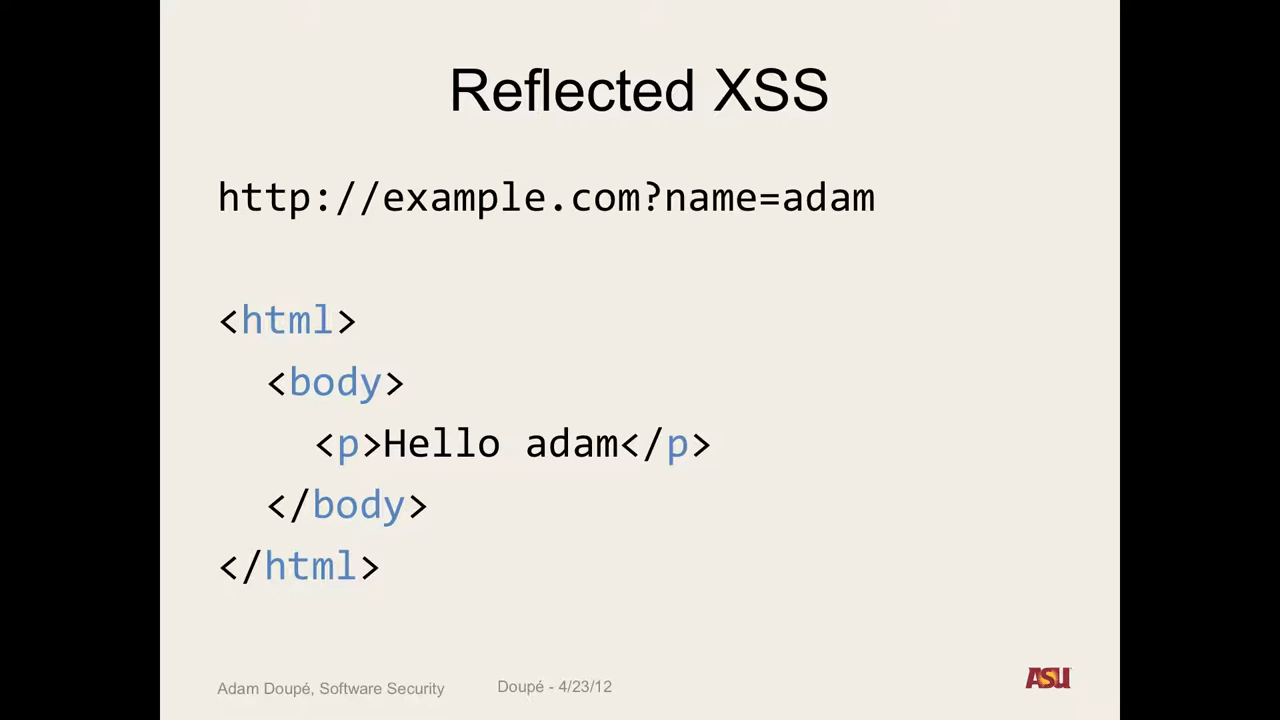 Reflected XSS
http://example.com?name=adam
<html>
<body>
<p>Hello adam</p>
</body>
</html>
Adam Doupé, Software Security
Doupé - 4/23/12
ASU